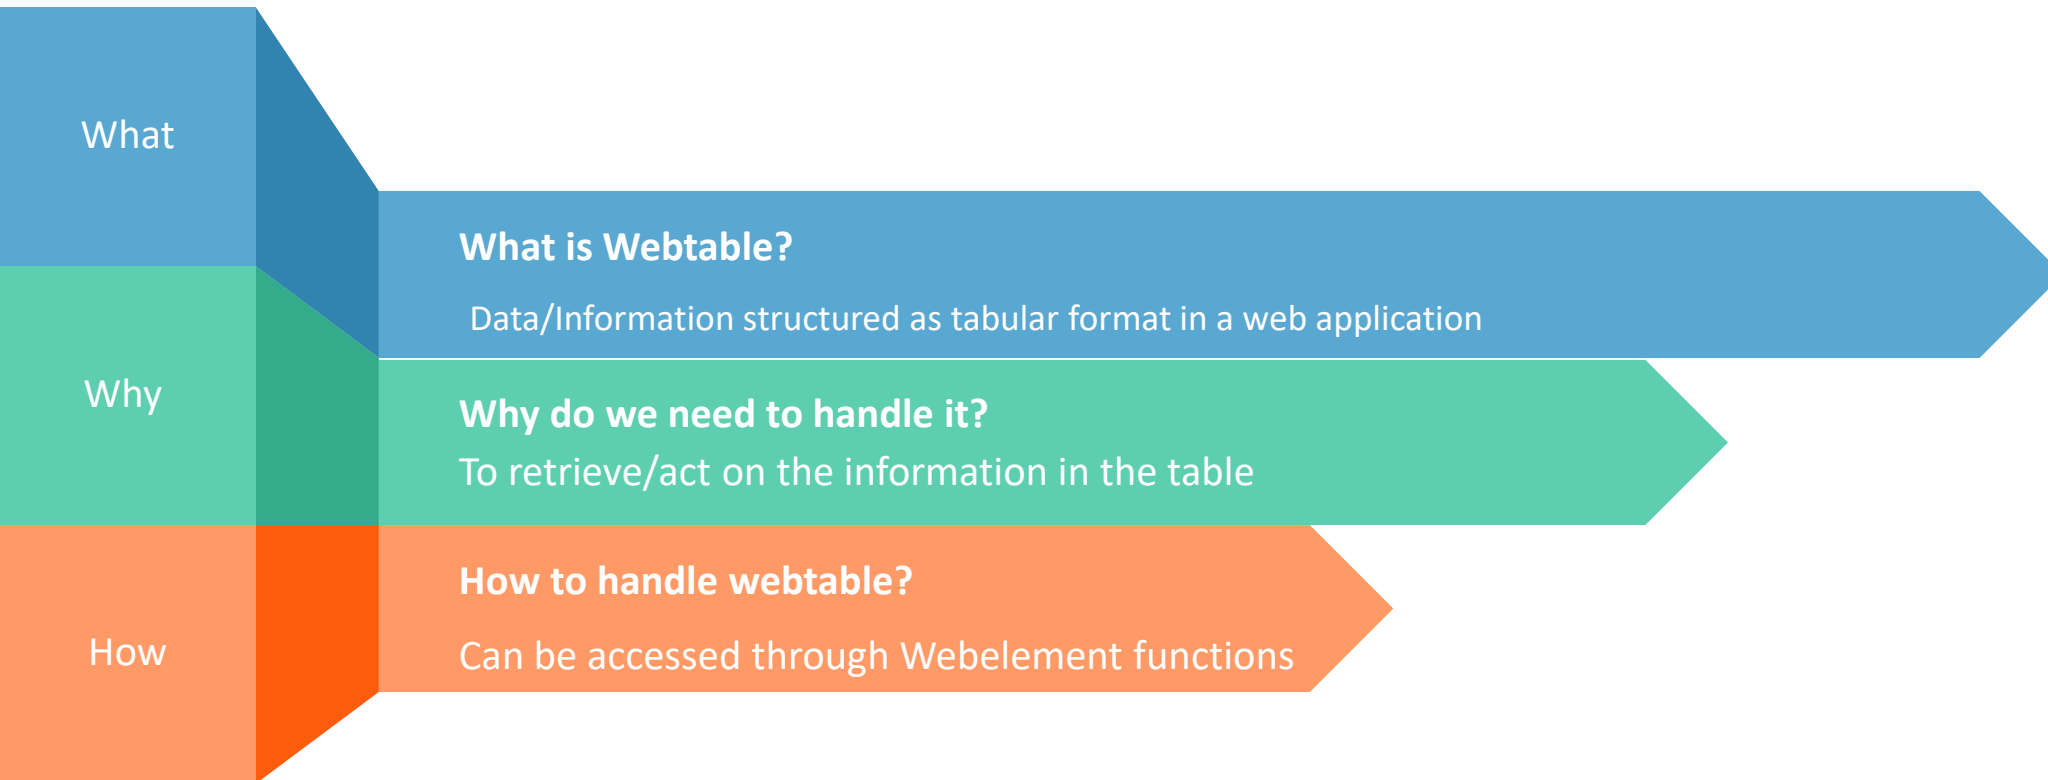 What
What is Webtable?
Data/Information structured as tabular format in a web application
Why
Why do we need to handle it?
To retrieve/act on the information in the table
How
How to handle webtable?
Can be accessed through Webelement functions